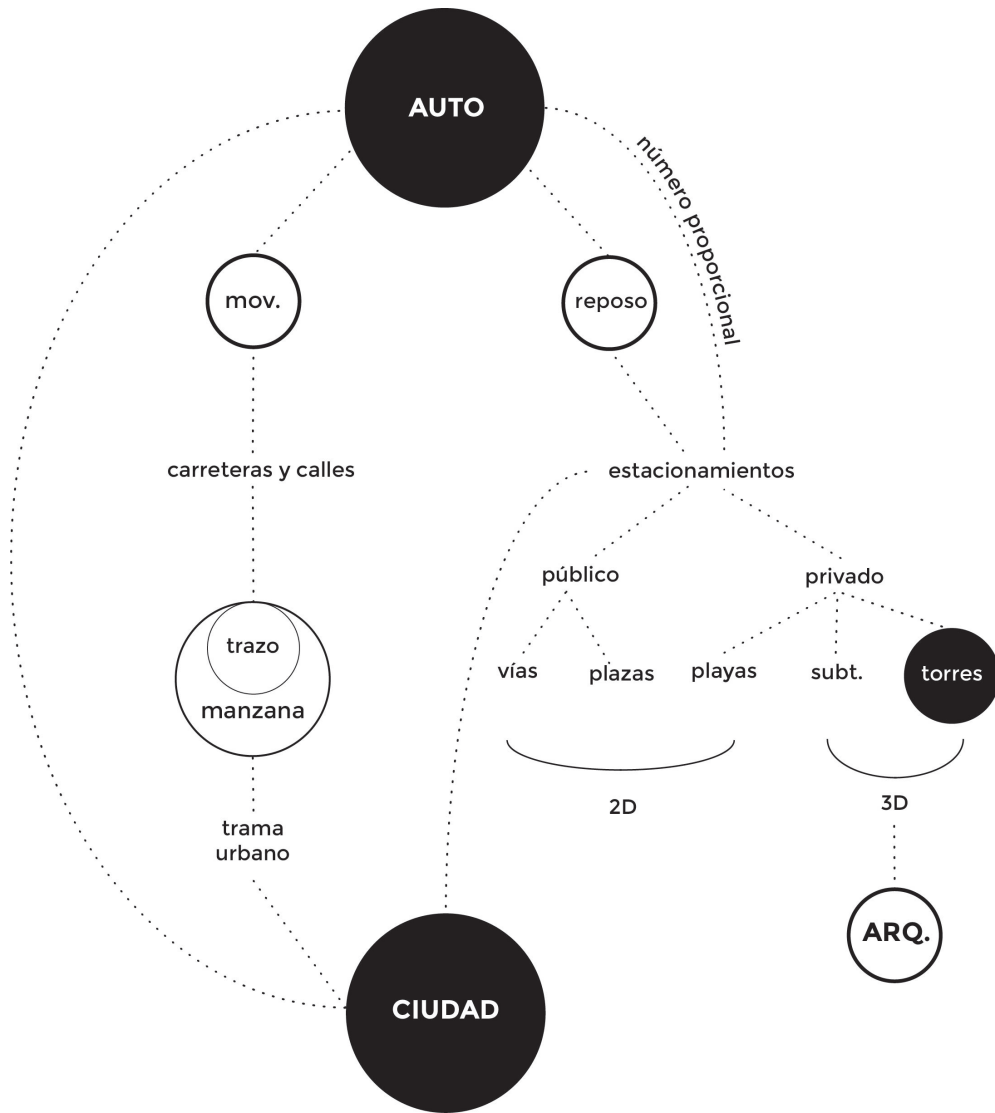 AUTO
número proporcional
mov.
reposo
carreteras y calles
estacionamientos
público
privado
trazo
manzana
vías
plazas
playas
subt.
torres
2D
3D
trama
urbano
ARQ.
CIUDAD